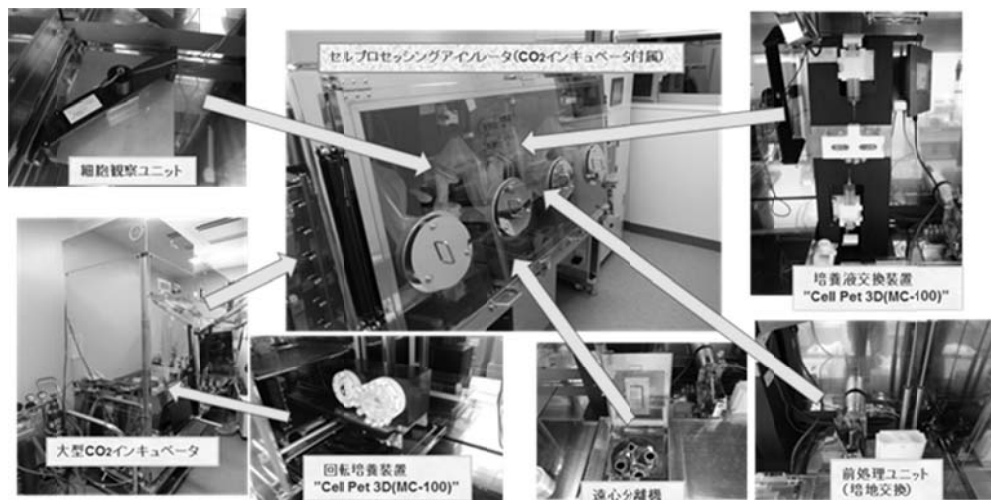 セルプロセッシングアイソレータ(CO2インキュベータ付属)
細胞観察ユニット
培養液交換装置
"Cell Pet 3D(MC-100)"
大型CO2インキュベータ
回転培養装置
"Cell Pet 3D(MC-100)"
遠心分離機
前処理ユニット
(培地交換)